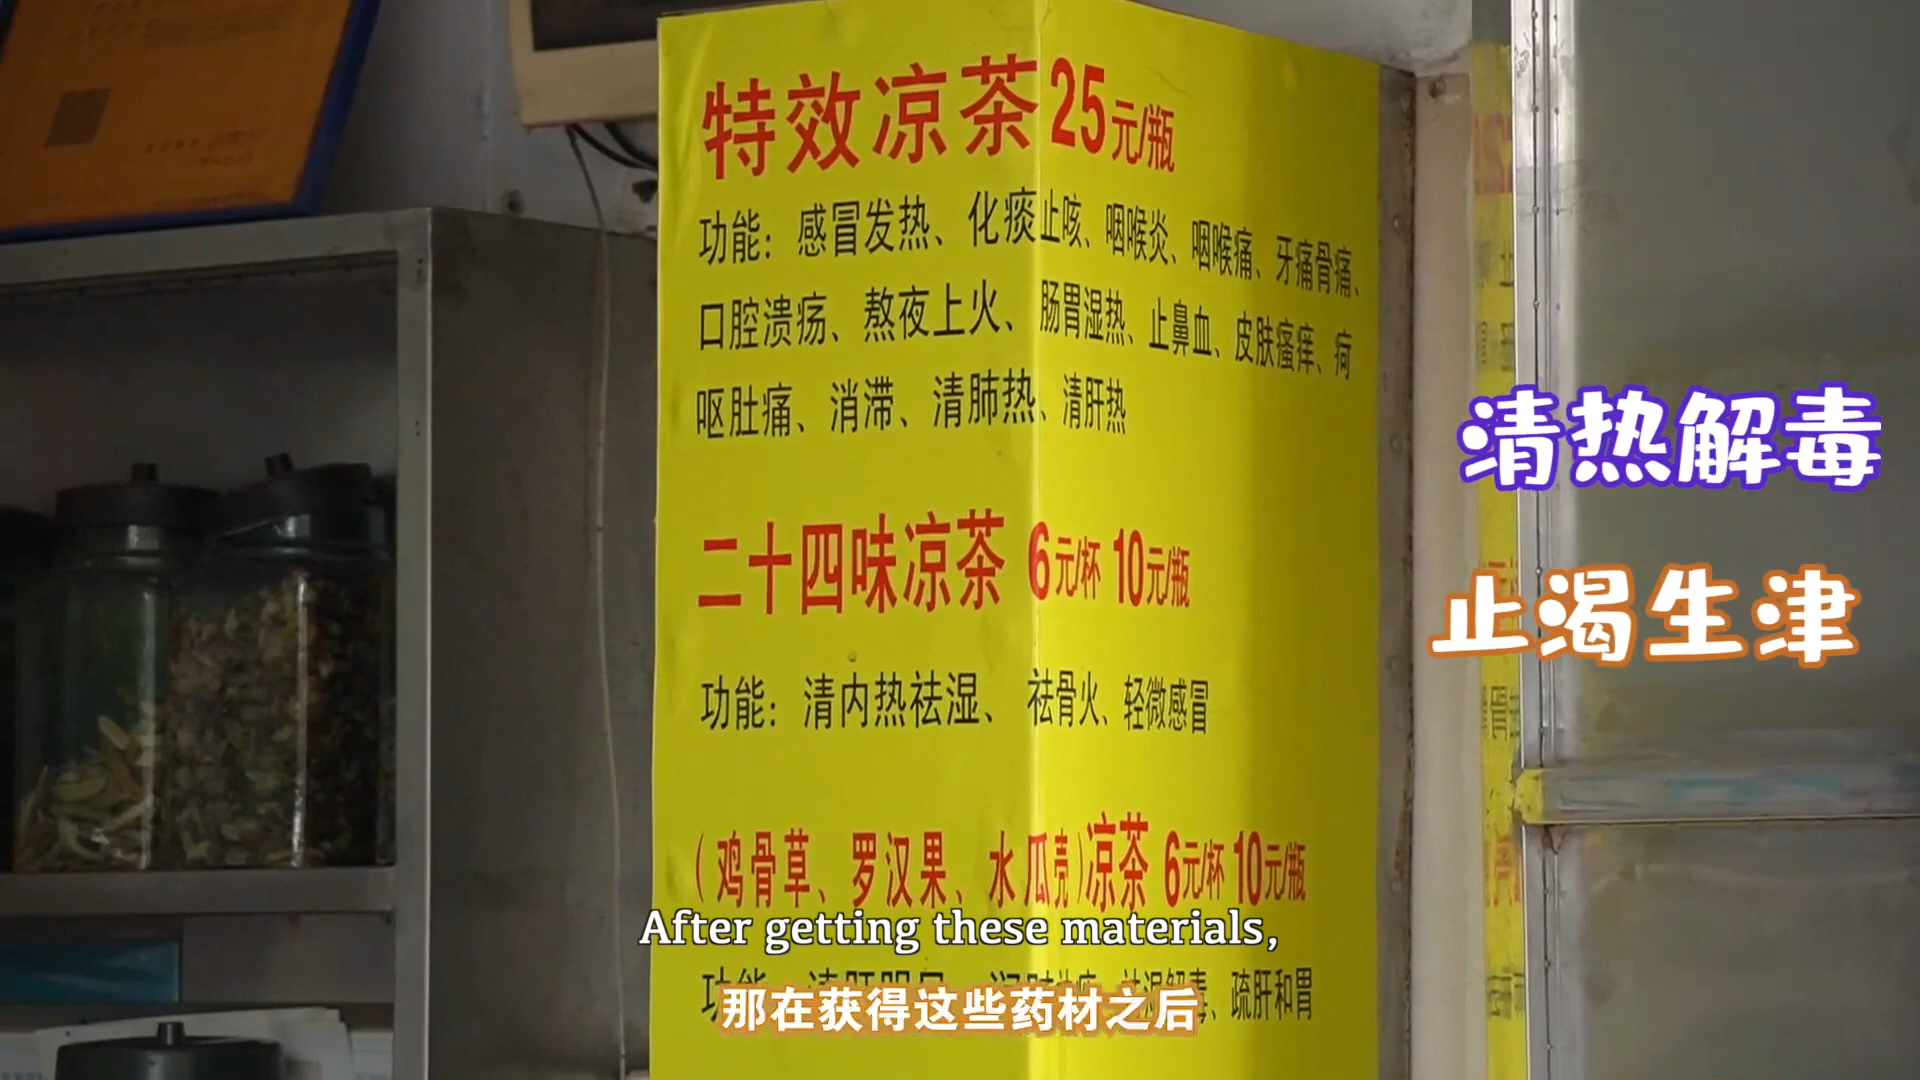 特效凉茶25元/瓶
功能：感冒发热、化痰止咳、咽喉炎、咽喉痛、牙痛骨痛、
口腔溃疡、熬夜上火、肠胃湿热、止鼻血、皮肤瘙痒、疴
呕肚痛、消滞、清肺热、清肝热
二十四味凉茶 6元/杯 10元/瓶
功能：清内热祛湿、祛骨火、轻微感冒
（鸡骨草、罗汉果、水瓜壳）凉茶 6元/杯 10元/瓶
疏肝和胃
清热解毒
止渴生津
After getting these materials,
那在获得这些药材之后